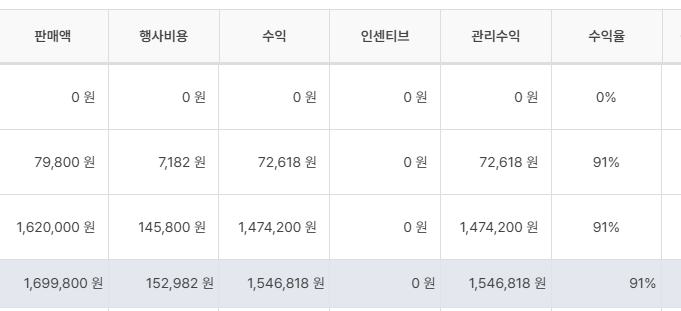 판매액 행사비용 수익 인센티브 관리수익 수익율
0 원 0 원 0 원 0 원 0 원 0%
79,800 원 7,182 원 72,618 원 0 원 72,618 원 91%
1,620,000 원 145,800 원 1,474,200 원 0 원 1,474,200 원 91%
1,699,800 원 152,982 원 1,546,818 원 0 원 1,546,818 원 91%